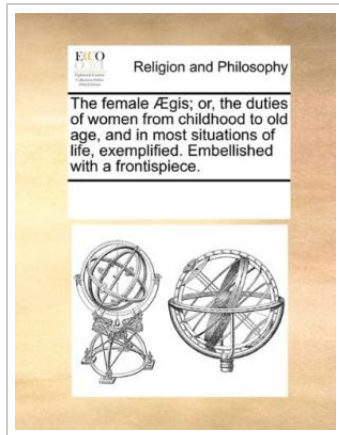 ECCO
Religion and Philosophy
The female Ægis; or, the duties
of women from childhood to old
age, and in most situations of
life, exemplified. Embellished
with a frontispiece.